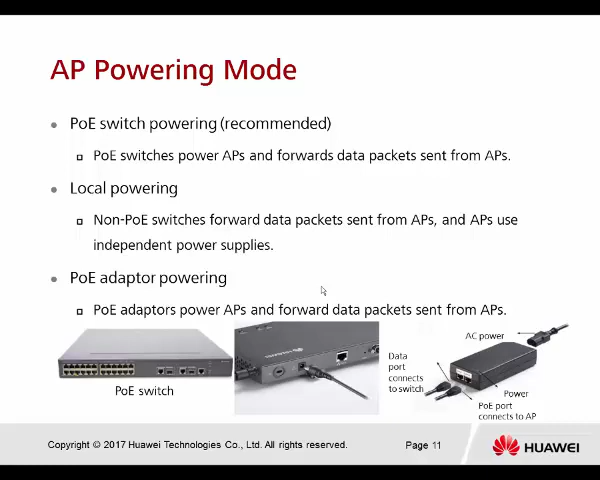 AP Powering Mode
PoE switch powering (recommended)
PoE switches power APs and forwards data packets sent from APs.
Local powering
Non-PoE switches forward data packets sent from APs, and APs use
independent power supplies.
PoE adaptor powering
PoE adaptors power APs and forward data packets sent from APs.
PoE switch
AC power
Data
port
connects
to switch
Power
PoE port
connects to AP
Copyright © 2017 Huawei Technologies Co., Ltd. All rights reserved.
Page 11
HUAWEI